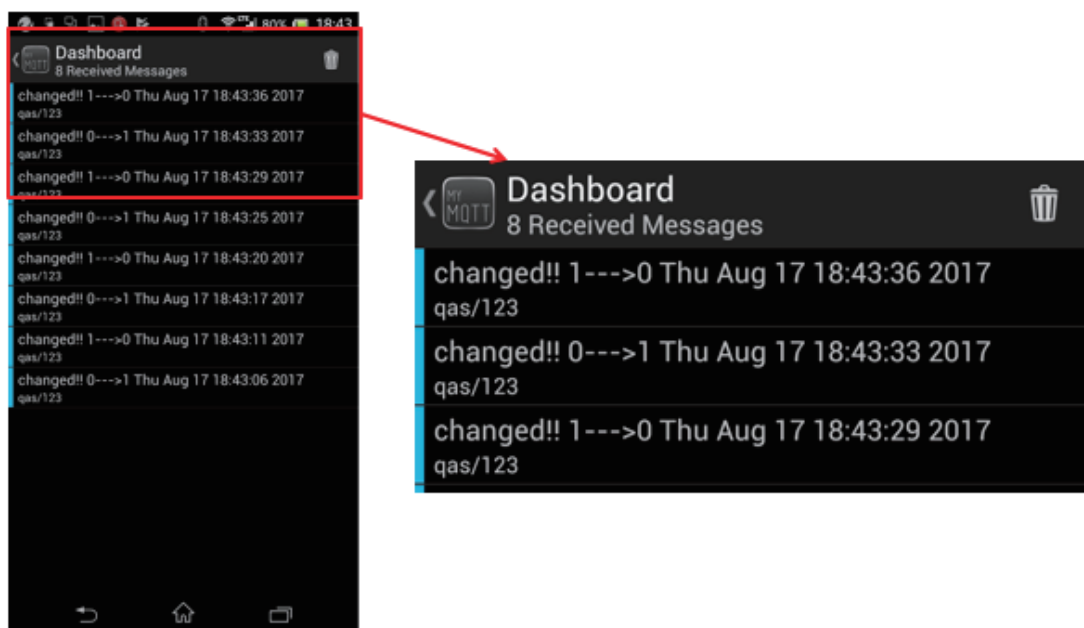 80% 18:43
MY
MQTT
Dashboard
8 Received Messages
changed!! 1--->0 Thu Aug 17 18:43:36 2017
qas/123
changed!! 0--->1 Thu Aug 17 18:43:33 2017
qas/123
changed!! 1--->0 Thu Aug 17 18:43:29 2017
qas/123
changed!! 0--->1 Thu Aug 17 18:43:25 2017
qas/123
changed!! 1--->0 Thu Aug 17 18:43:20 2017
qas/123
changed!! 0--->1 Thu Aug 17 18:43:17 2017
qas/123
changed!! 1--->0 Thu Aug 17 18:43:11 2017
qas/123
changed!! 0--->1 Thu Aug 17 18:43:06 2017
qas/123
MY
MQTT
Dashboard
8 Received Messages
changed!! 1--->0 Thu Aug 17 18:43:36 2017
qas/123
changed!! 0--->1 Thu Aug 17 18:43:33 2017
qas/123
changed!! 1--->0 Thu Aug 17 18:43:29 2017
qas/123